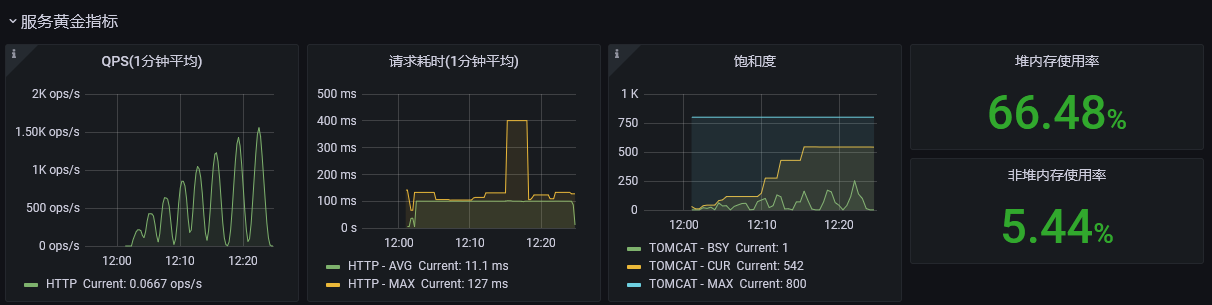 服务黄金指标
QPS(1分钟平均)
2K ops/s
1.50K ops/s
1K ops/s
500 ops/s
0 ops/s
12:00 12:10 12:20
HTTP Current: 0.0667 ops/s
请求耗时(1分钟平均)
500 ms
400 ms
300 ms
200 ms
100 ms
0 s
12:00 12:10 12:20
HTTP - AVG Current: 11.1 ms
HTTP - MAX Current: 127 ms
饱和度
1 K
750
500
250
0
12:00 12:10 12:20
TOMCAT - BSY Current: 1
TOMCAT - CUR Current: 542
TOMCAT - MAX Current: 800
堆内存使用率
66.48%
非堆内存使用率
5.44%